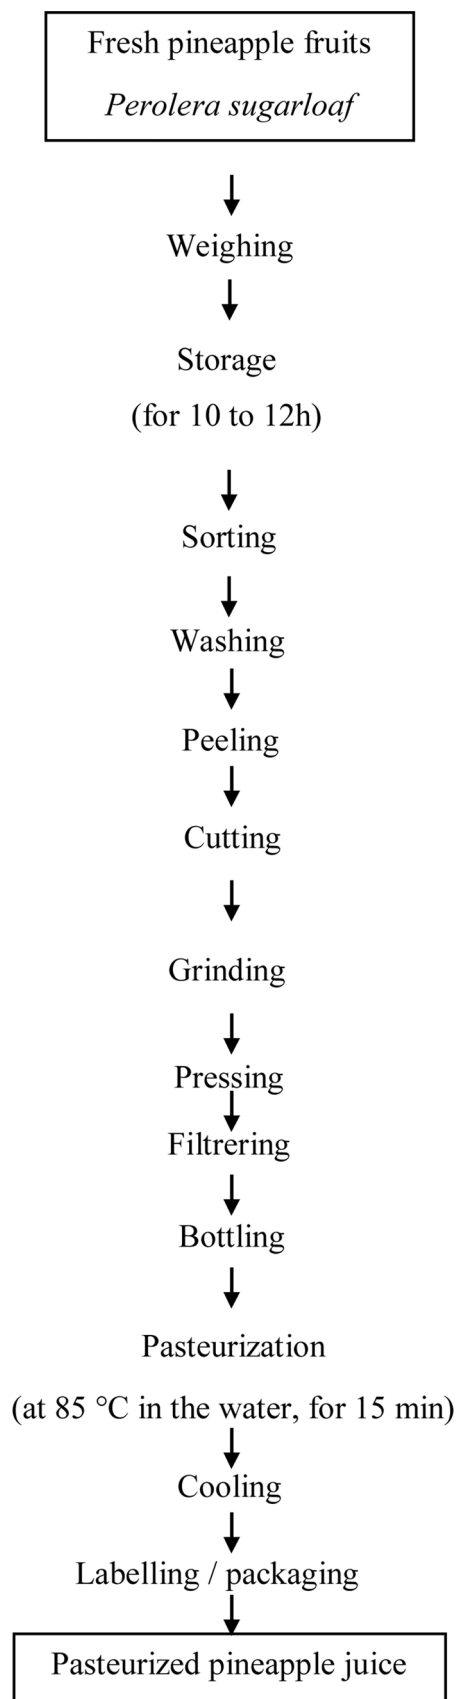 Fresh pineapple fruits
Perolera sugarloaf
Weighing
Storage
(for 10 to 12h)
Sorting
Washing
Peeling
Cutting
Grinding
Pressing
Filtrering
Bottling
Pasteurization
(at 85 °C in the water, for 15 min)
Cooling
Labelling / packaging
Pasteurized pineapple juice